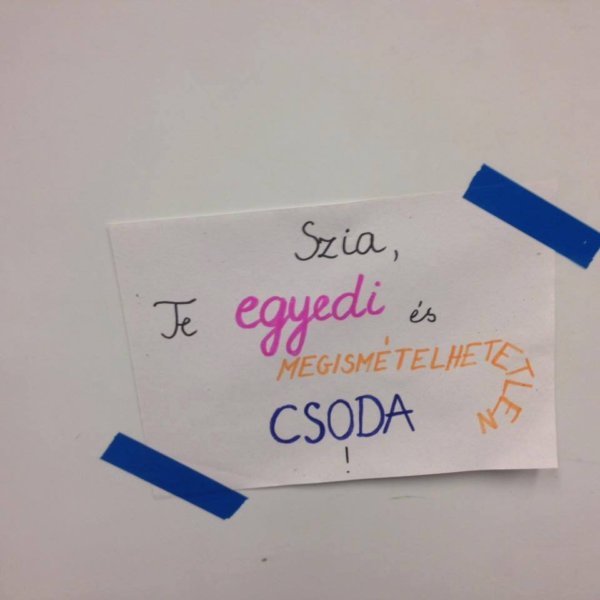 Szia,
Te egyedi és
MEGISMÉTELHETETLEN
CSODA
!